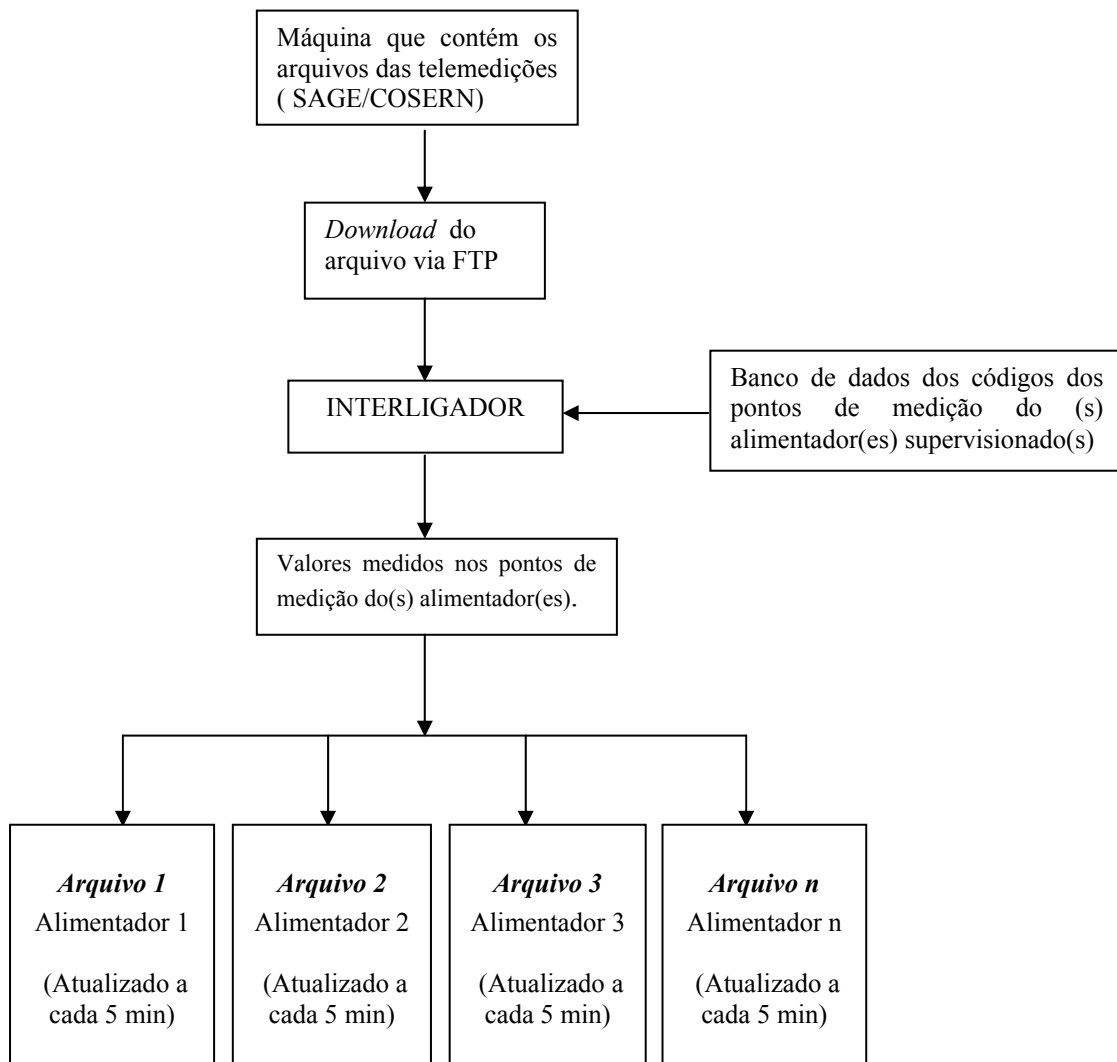 Máquina que contém os
arquivos das telemedições
( SAGE/COSERN)
Download do
arquivo via FTP
INTERLIGADOR
Banco de dados dos códigos dos
pontos de medição do (s)
alimentador(es) supervisionado(s)
Valores medidos nos pontos de
medição do(s) alimentador(es).
Arquivo 1
Alimentador 1
(Atualizado a
cada 5 min)
Arquivo 2
Alimentador 2
(Atualizado a
cada 5 min)
Arquivo 3
Alimentador 3
(Atualizado a
cada 5 min)
Arquivo n
Alimentador n
(Atualizado a
cada 5 min)